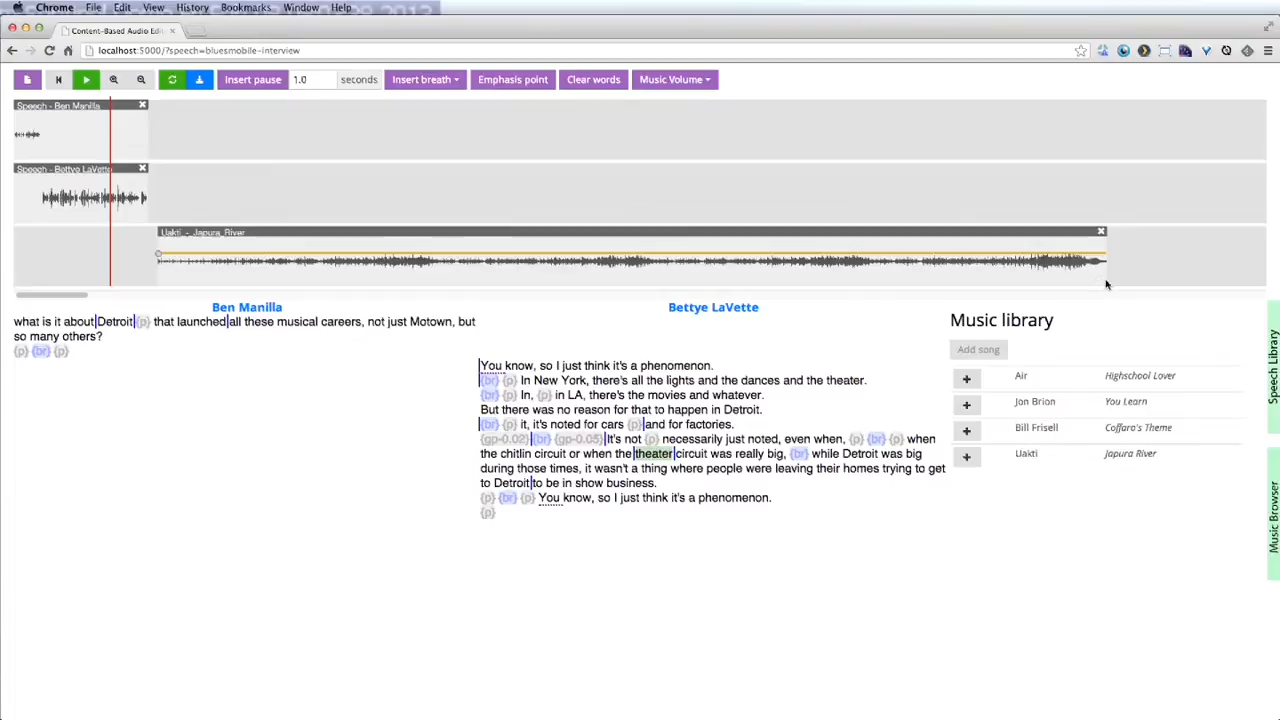 Chrome File Edit View History Bookmarks Window Help
Content-Based Audio Edi
localhost:5000/?speech=bluesmobile-interview
Insert pause 1.0 seconds Insert breath Emphasis point Clear words Music Volume
Speech - Ben Manilla
Speech - Bettye LaVette
Uakti_-_Japura_River
Ben Manilla
what is it about Detroit {p} that launched all these musical careers, not just Motown, but
so many others?
{p} {br} {p}
Bettye LaVette
You know, so I just think it's a phenomenon.
{br} {p} In New York, there's all the lights and the dances and the theater.
{br} {p} In, {p} in LA, there's the movies and whatever.
But there was no reason for that to happen in Detroit.
{br} {p} it, it's noted for cars {p} and for factories.
{gp-0.02} {br} {gp-0.05} It's not {p} necessarily just noted, even when, {p} {br} {p} when
the chitlin circuit or when the theater circuit was really big, {br} while Detroit was big
during those times, it wasn't a thing where people were leaving their homes trying to get
to Detroit to be in show business.
{p} {br} {p} You know, so I just think it's a phenomenon.
{p}
Music library
Add song
+ Air Highschool Lover
+ Jon Brion You Learn
+ Bill Frisell Coffaro's Theme
+ Uakti Japura River
Speech Library
Music Browser